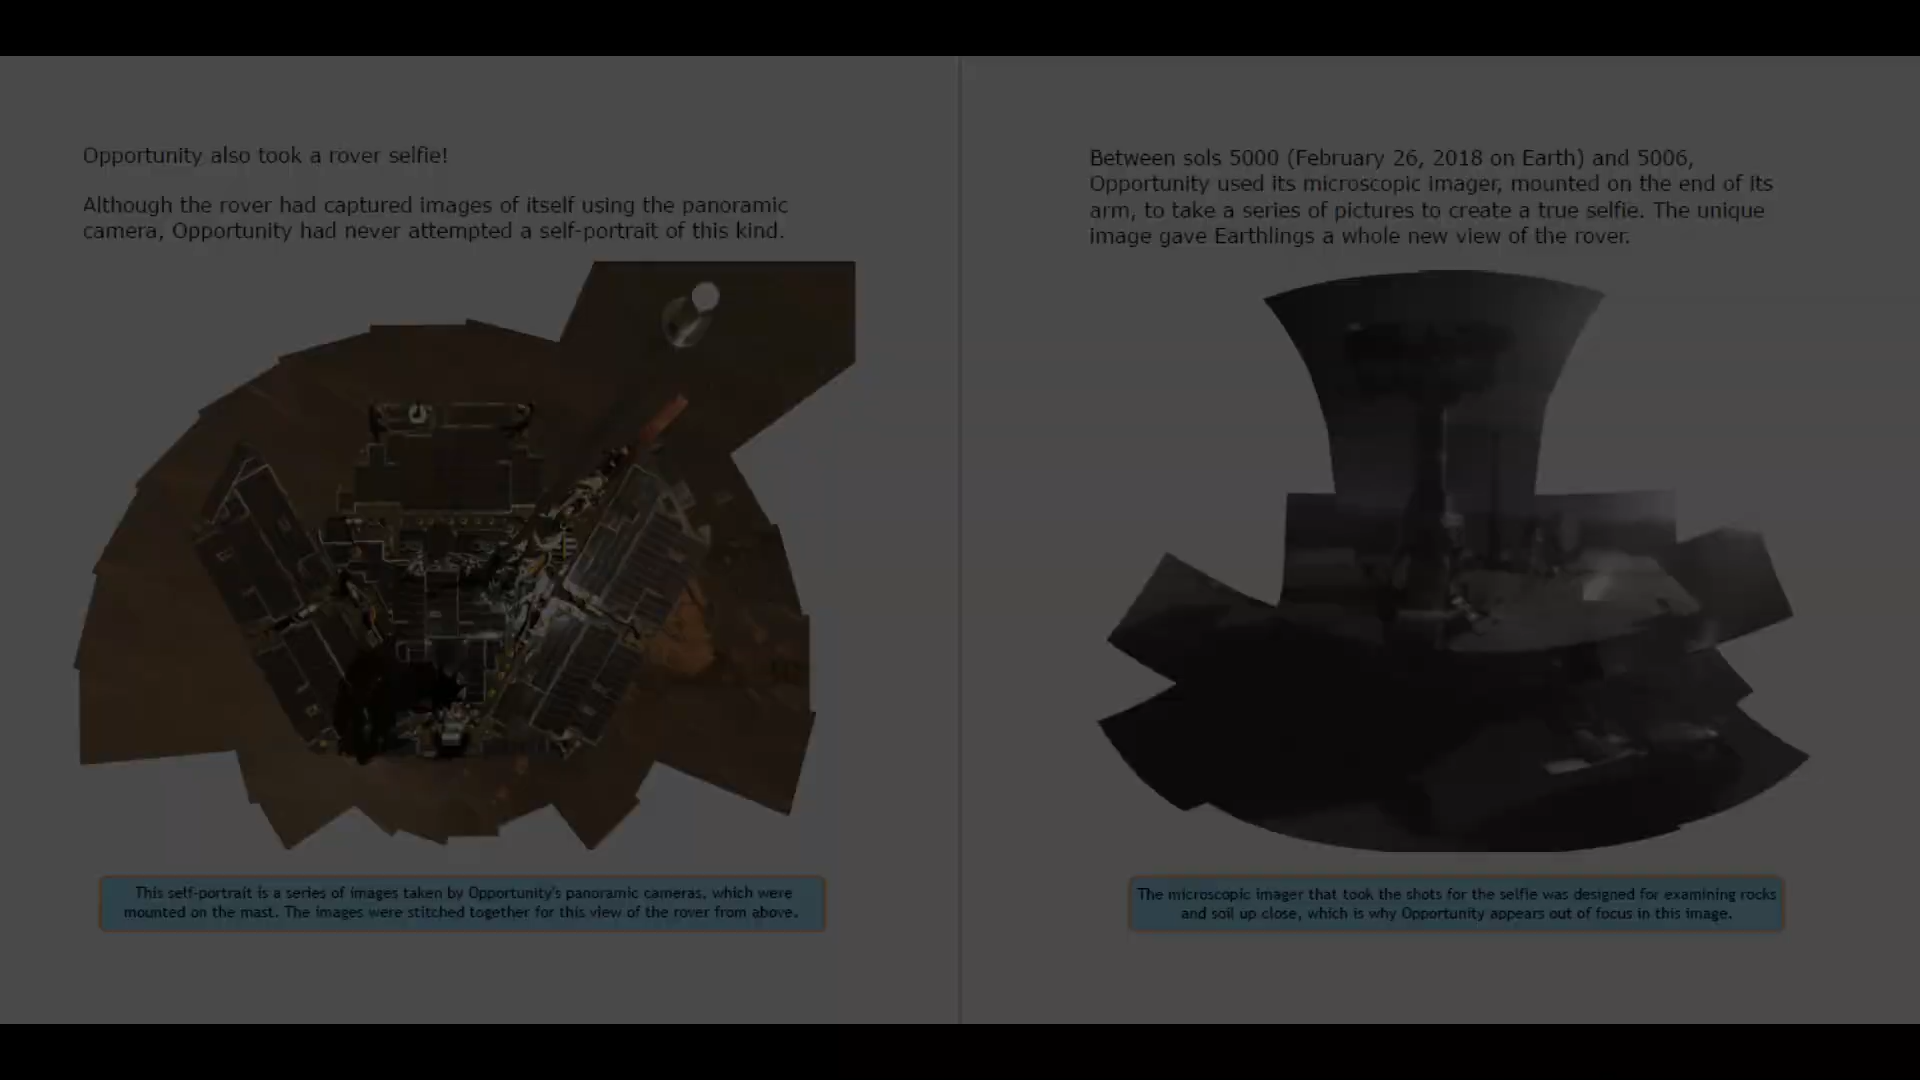 Opportunity also took a rover selfie!
Although the rover had captured images of itself using the panoramic
camera, Opportunity had never attempted a self-portrait of this kind.
This self-portrait is a series of images taken by Opportunity's panoramic cameras, which were
mounted on the mast. The images were stitched together for this view of the rover from above.
Between sols 5000 (February 26, 2018 on Earth) and 5006,
Opportunity used its microscopic imager, mounted on the end of its
arm, to take a series of pictures to create a true selfie. The unique
image gave Earthlings a whole new view of the rover.
The microscopic imager that took the shots for the selfie was designed for examining rocks
and soil up close, which is why Opportunity appears out of focus in this image.